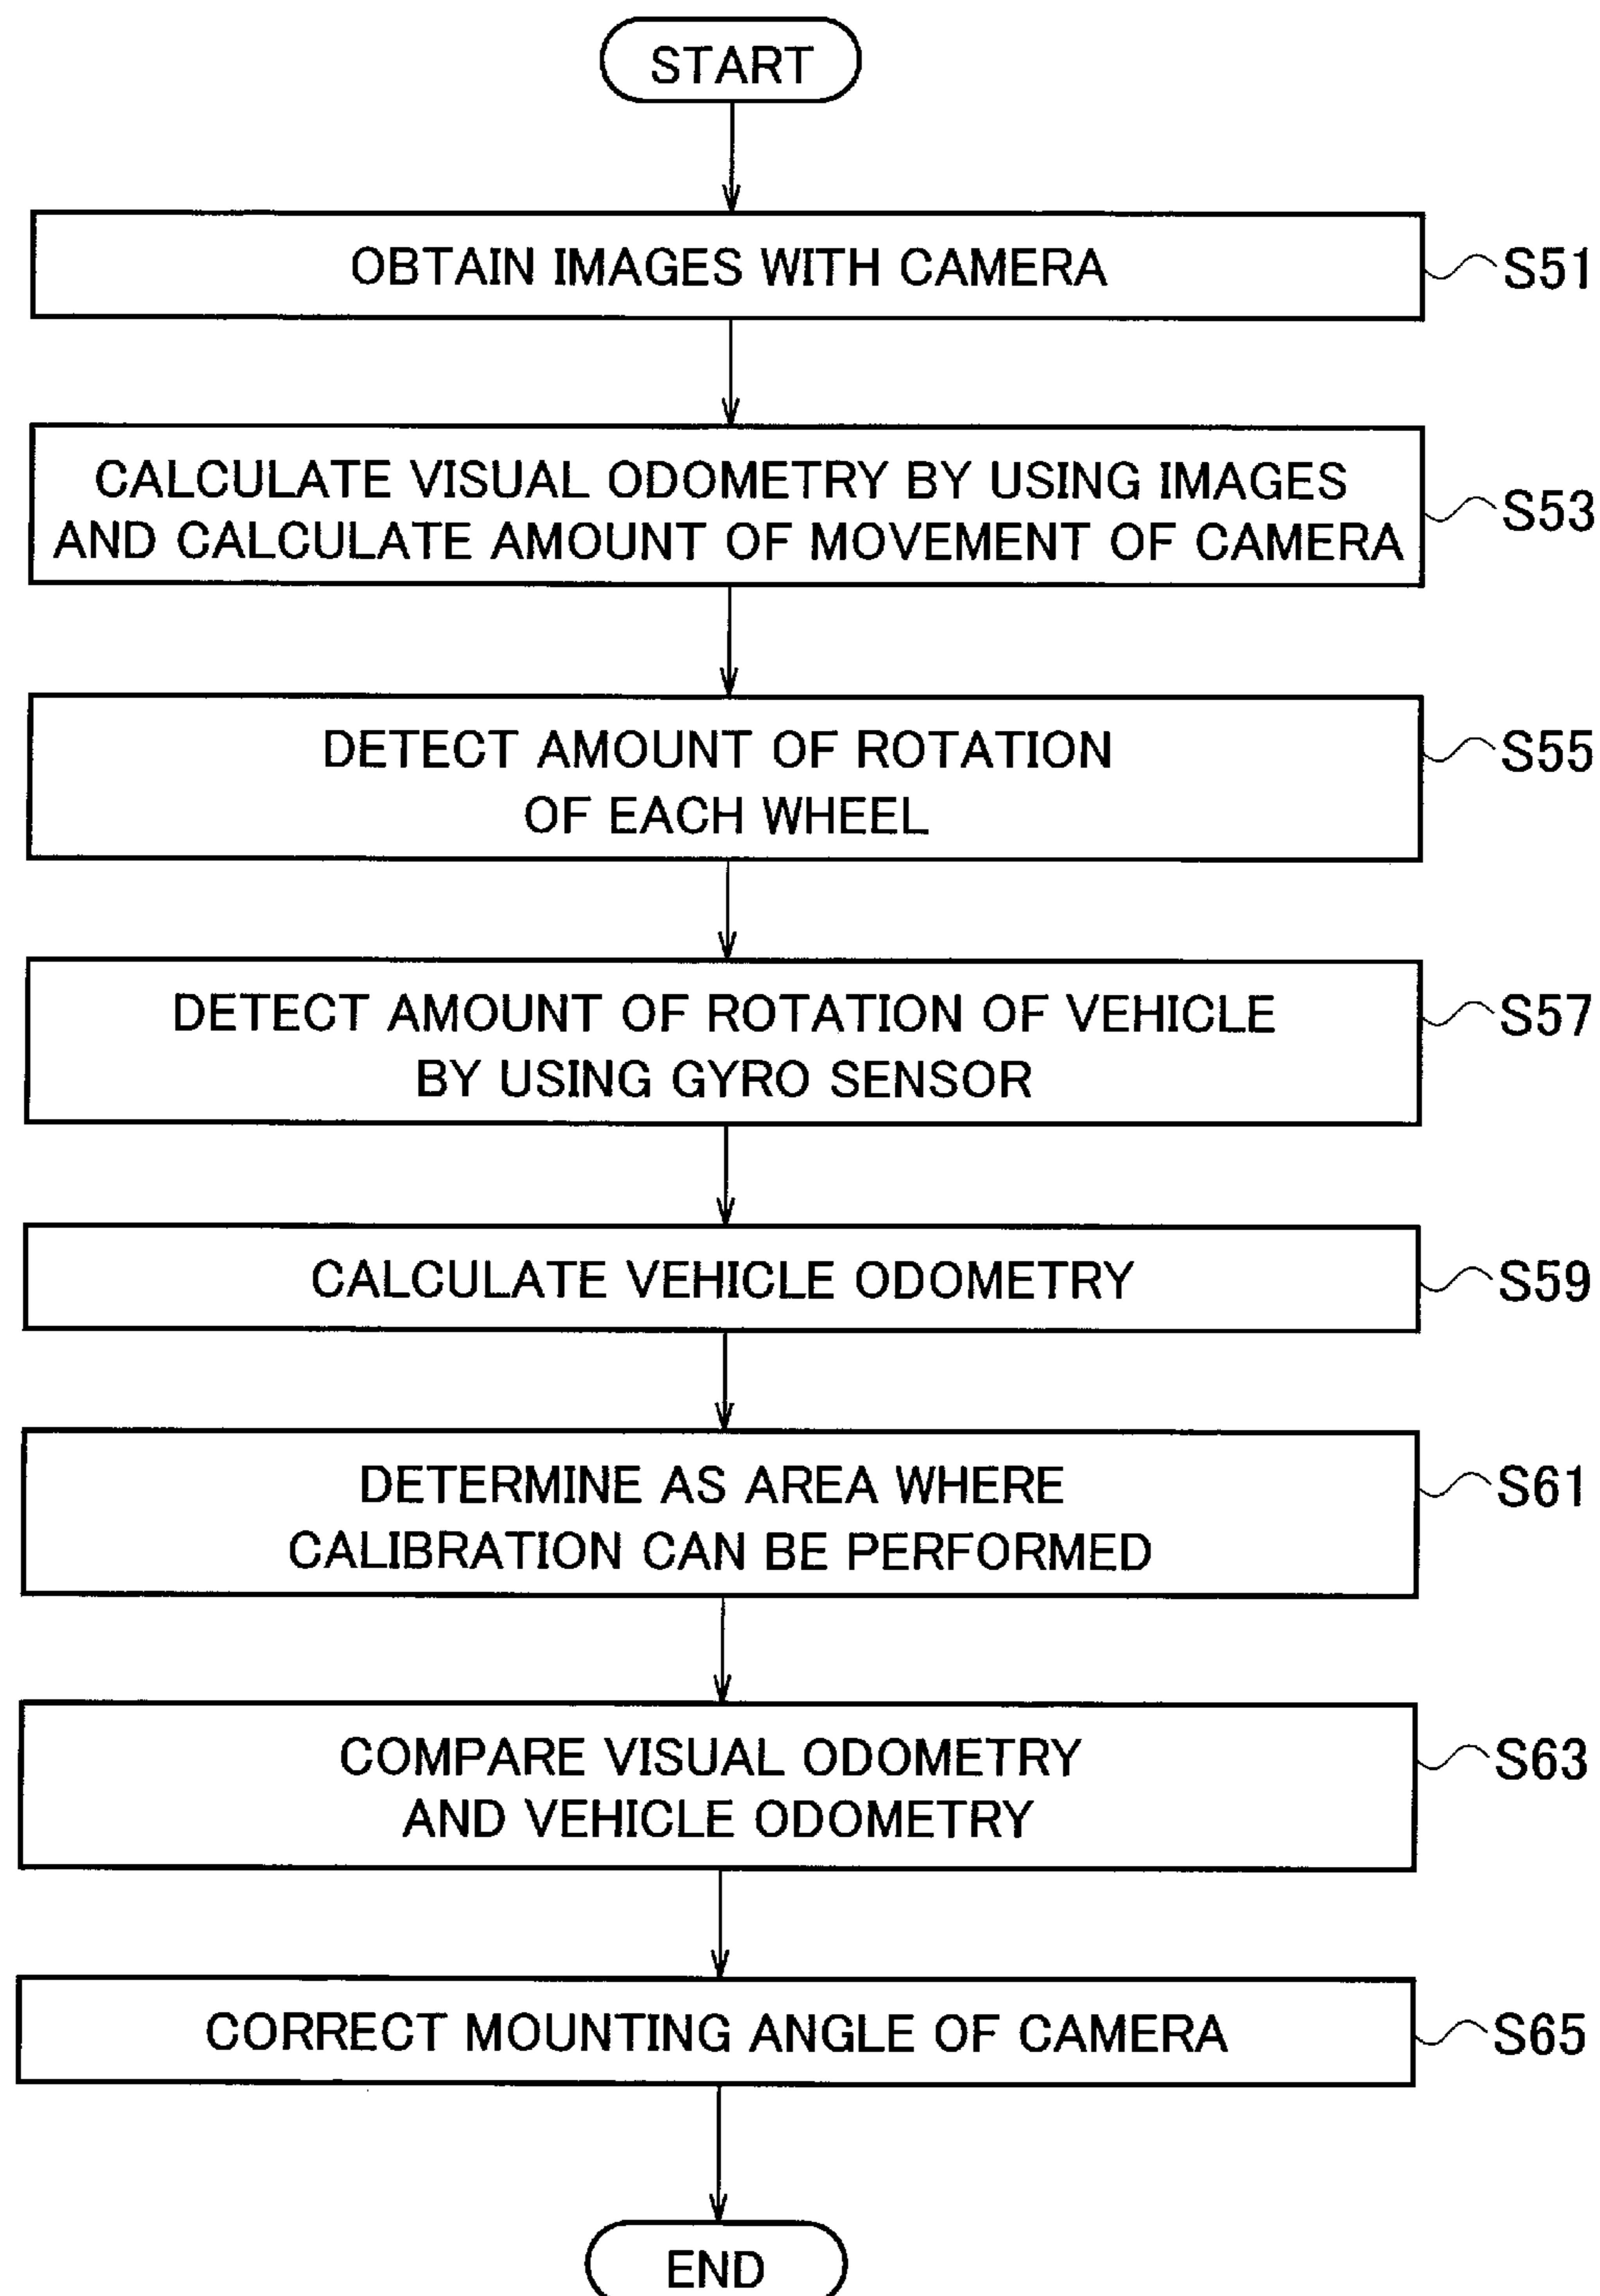 START
OBTAIN IMAGES WITH CAMERA
S51
CALCULATE VISUAL ODOMETRY BY USING IMAGES
AND CALCULATE AMOUNT OF MOVEMENT OF CAMERA
S53
DETECT AMOUNT OF ROTATION
OF EACH WHEEL
S55
DETECT AMOUNT OF ROTATION OF VEHICLE
BY USING GYRO SENSOR
S57
CALCULATE VEHICLE ODOMETRY
S59
DETERMINE AS AREA WHERE
CALIBRATION CAN BE PERFORMED
S61
COMPARE VISUAL ODOMETRY
AND VEHICLE ODOMETRY
S63
CORRECT MOUNTING ANGLE OF CAMERA
S65
END